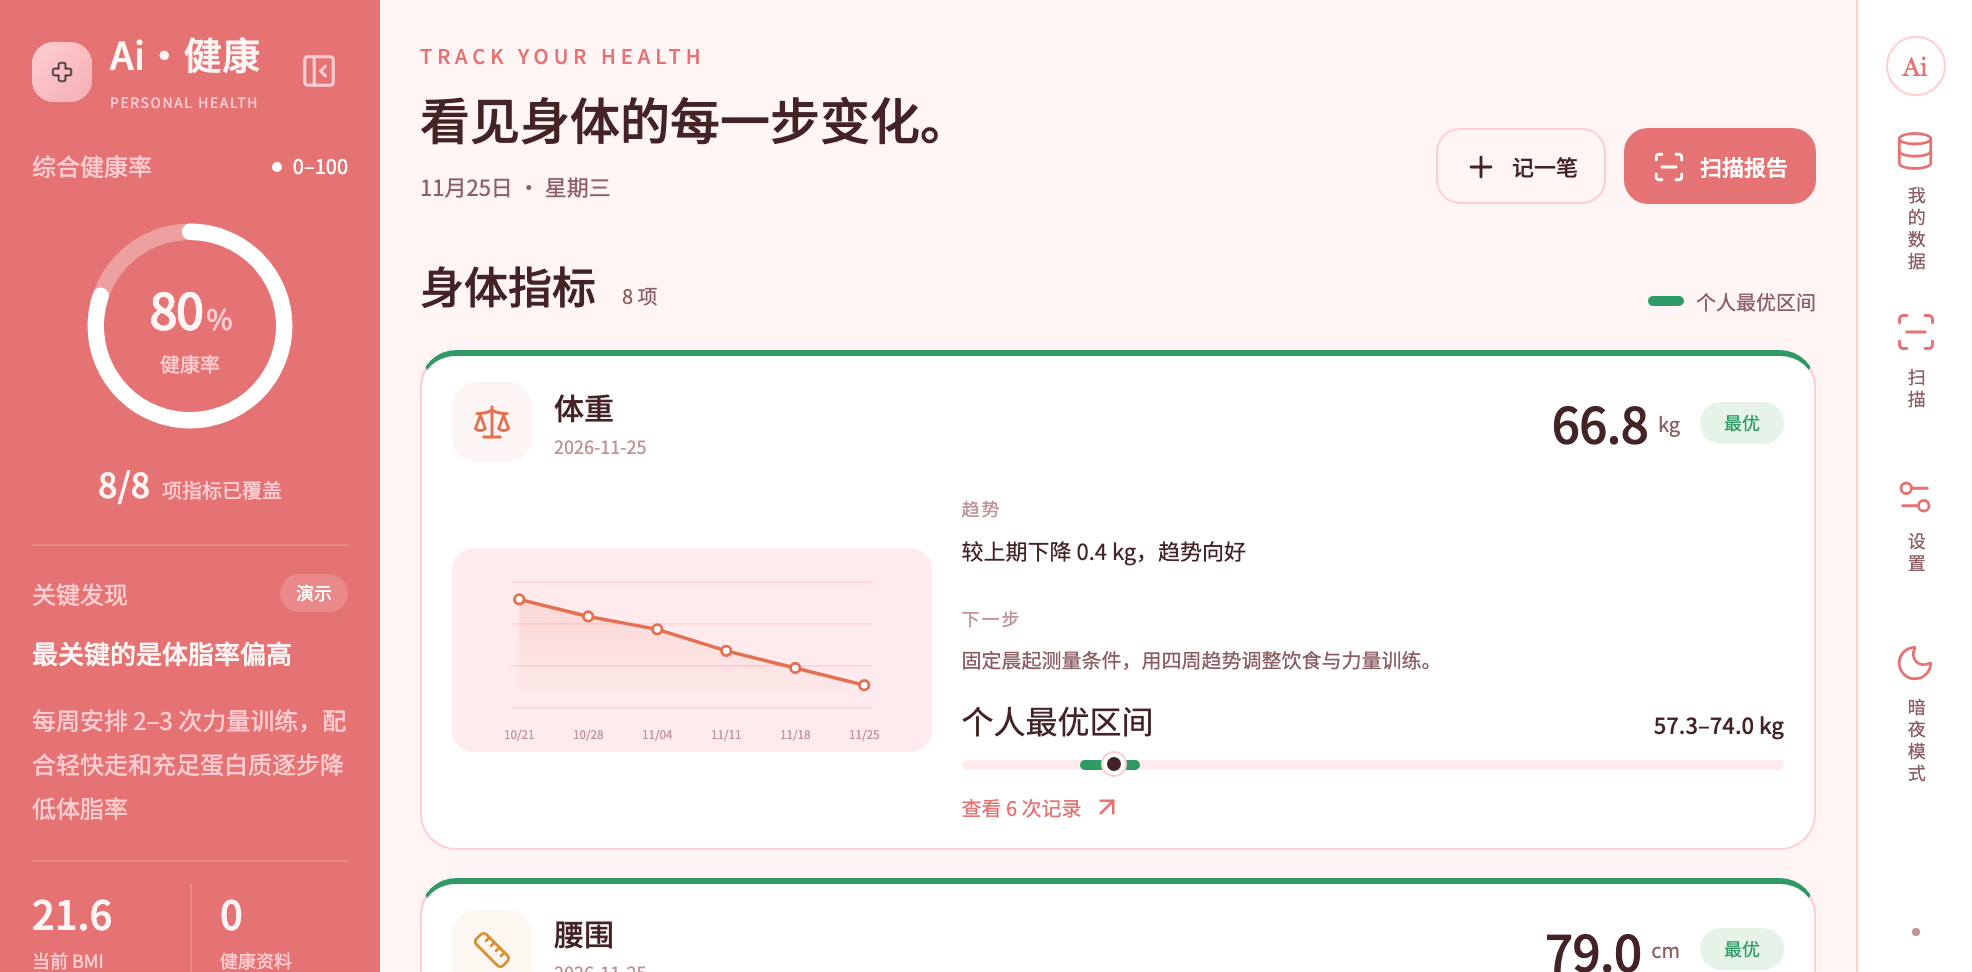 Ai・健康
PERSONAL HEALTH
综合健康率
0–100
80%
健康率
8/8 项指标已覆盖
关键发现
演示
最关键的是体脂率偏高
每周安排 2–3 次力量训练，配
合轻快走和充足蛋白质逐步降
低体脂率
21.6
当前 BMI
0
健康资料
TRACK YOUR HEALTH
看见身体的每一步变化。
11月25日 · 星期三
记一笔
扫描报告
身体指标 8 项
个人最优区间
体重
2026-11-25
66.8 kg
最优
10/21 10/28 11/04 11/11 11/18 11/25
趋势
较上期下降 0.4 kg，趋势向好
下一步
固定晨起测量条件，用四周趋势调整饮食与力量训练。
个人最优区间
57.3–74.0 kg
查看 6 次记录
腰围
2026-11-25
79.0 cm
最优
Ai
我的数据
扫描
设置
暗夜模式